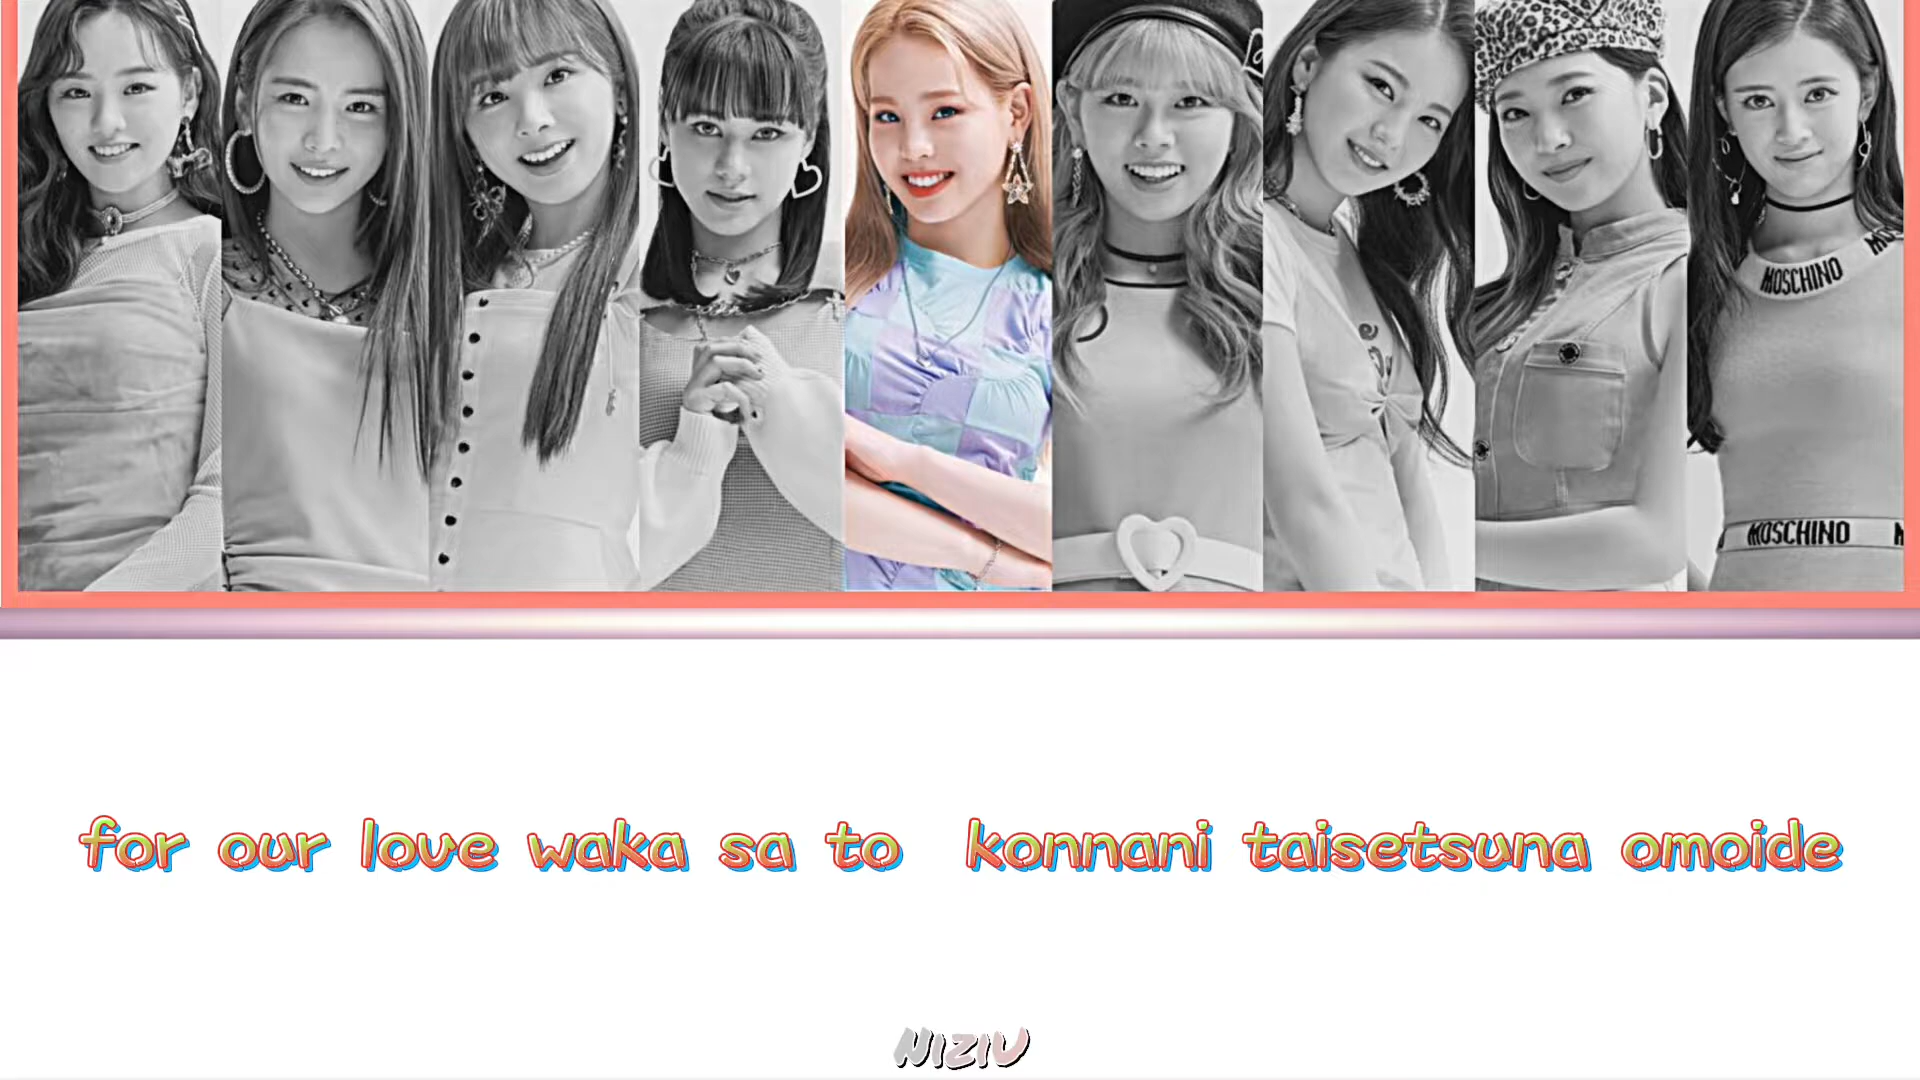 MOSCHINO
MOSCHINO
for our love waka sa to konnani taisetsuna omoide
NIZIU